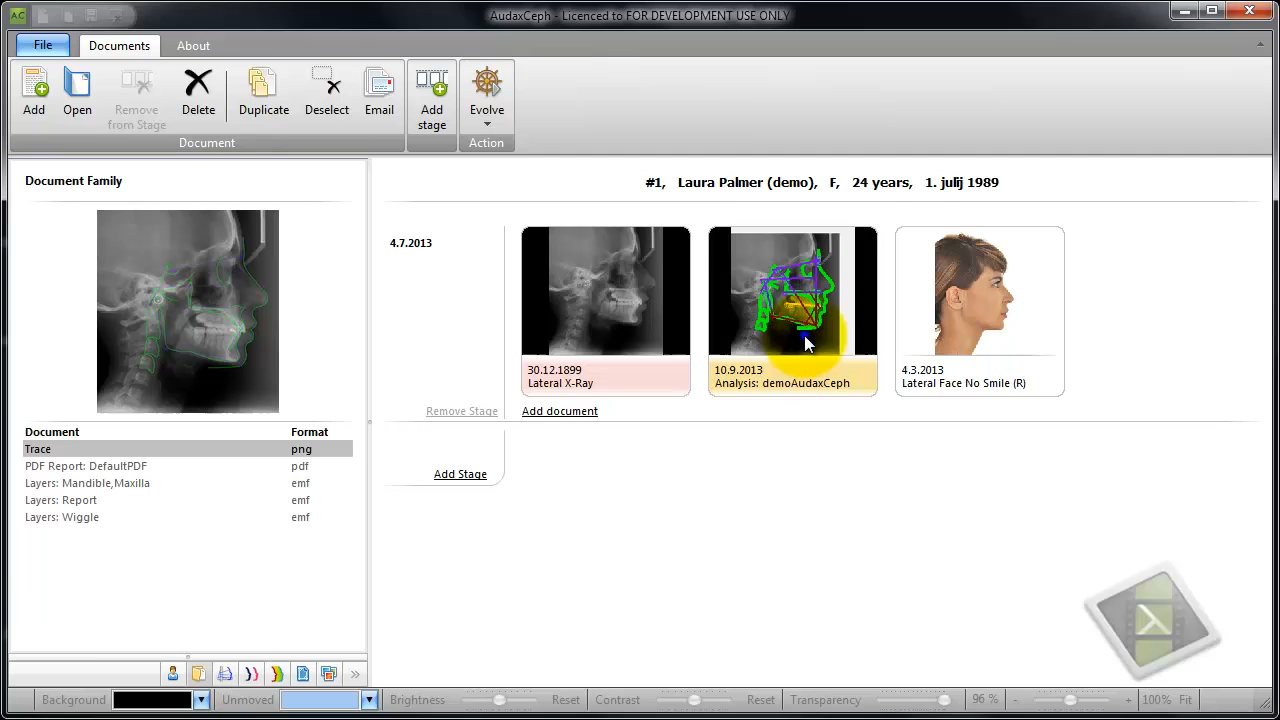 AC
AudaxCeph - Licenced to FOR DEVELOPMENT USE ONLY
File
Documents
About
Add
Open
Remove from Stage
Delete
Duplicate
Deselect
Email
Add stage
Evolve
Document
Action
Document Family
#1, Laura Palmer (demo), F, 24 years, 1. julij 1989
4.7.2013
30.12.1899
Lateral X-Ray
10.9.2013
Analysis: demoAudaxCeph
4.3.2013
Lateral Face No Smile (R)
Remove Stage
Add document
Add Stage
Document Format
Trace png
PDF Report: DefaultPDF pdf
Layers: Mandible,Maxilla emf
Layers: Report emf
Layers: Wiggle emf
Background
Unmoved
Brightness
Reset
Contrast
Reset
Transparency
96 %
-
+
100%
Fit